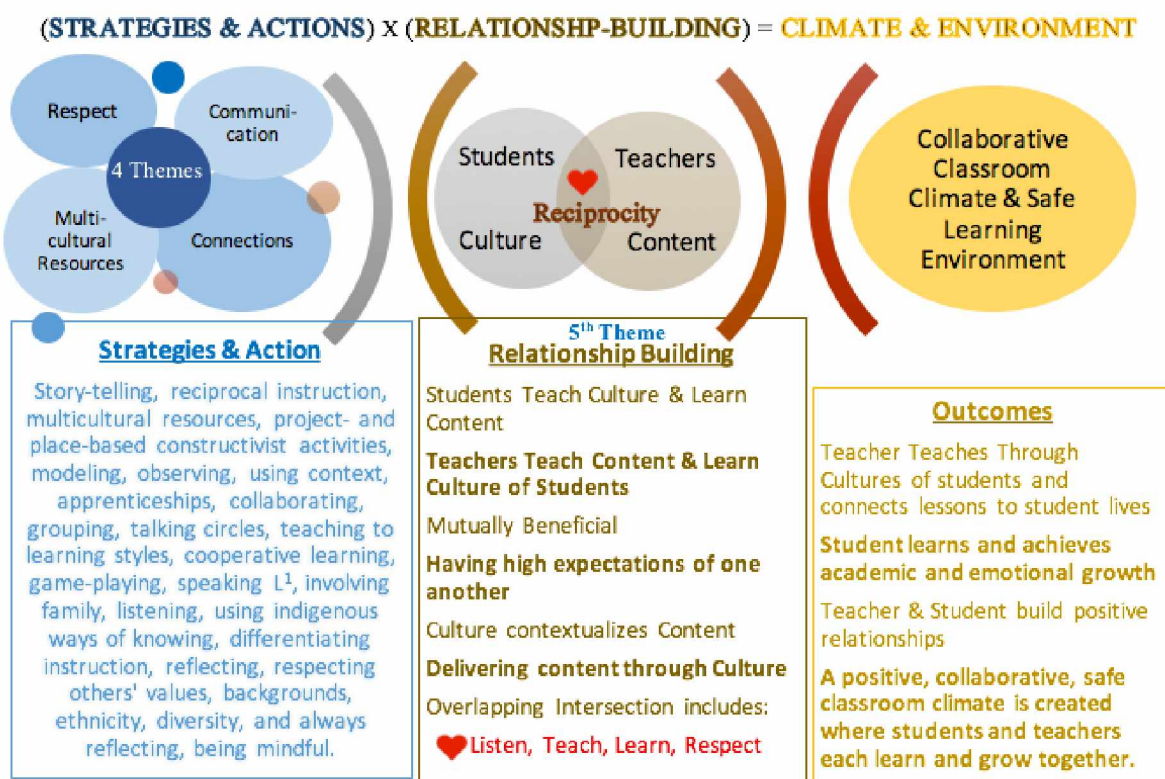 (STRATEGIES & ACTIONS) X (RELATIONSHP-BUILDING) = CLIMATE & ENVIRONMENT
Respect
Communi-
cation
4 Themes
Multi-
cultural
Resources
Connections
Students
Teachers
Reciprocity
Culture
Content
Collaborative
Classroom
Climate & Safe
Learning
Environment
Strategies & Action
Story-telling, reciprocal instruction,
multicultural resources, project- and
place-based constructivist activities,
modeling, observing, using context,
apprenticeships, collaborating,
grouping, talking circles, teaching to
learning styles, cooperative learning,
game-playing, speaking L¹, involving
family, listening, using indigenous
ways of knowing, differentiating
instruction, reflecting, respecting
others' values, backgrounds,
ethnicity, diversity, and always
reflecting, being mindful.
5th Theme
Relationship Building
Students Teach Culture & Learn
Content
Teachers Teach Content & Learn
Culture of Students
Mutually Beneficial
Having high expectations of one
another
Culture contextualizes Content
Delivering content through Culture
Overlapping Intersection includes:
Listen, Teach, Learn, Respect
Outcomes
Teacher Teaches Through
Cultures of students and
connects lessons to student lives
Student learns and achieves
academic and emotional growth
Teacher & Student build positive
relationships
A positive, collaborative, safe
classroom climate is created
where students and teachers
each learn and grow together.